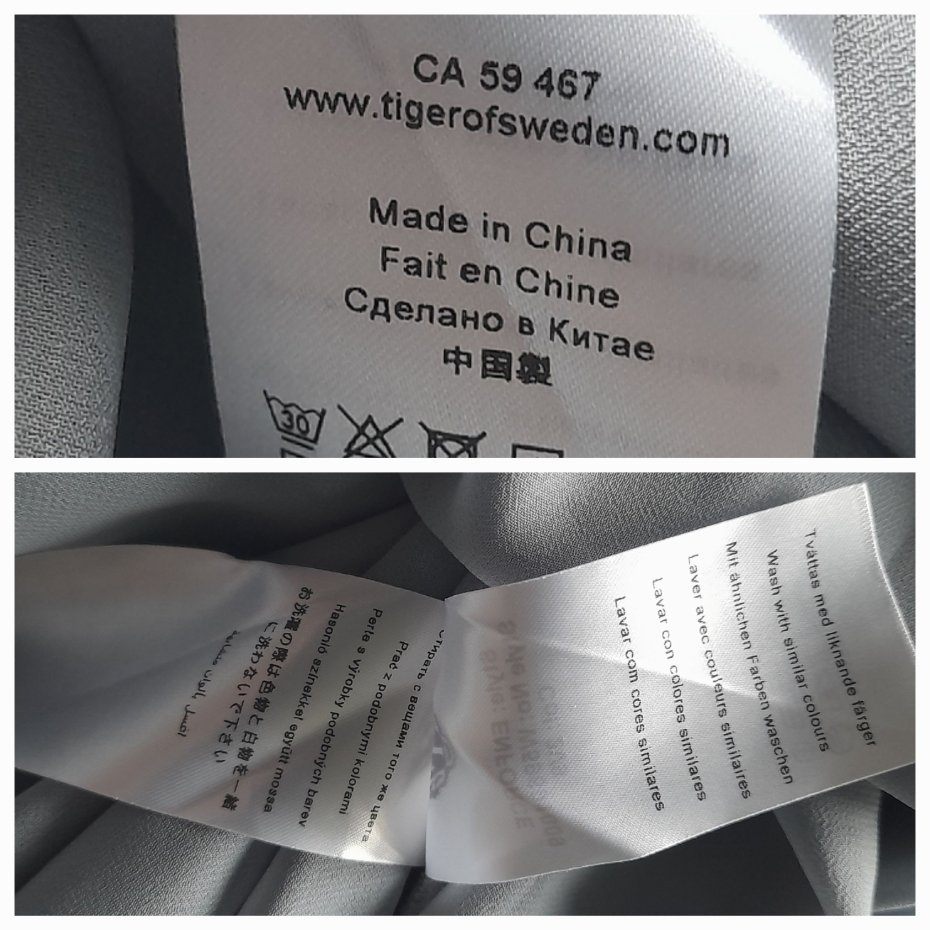 CA 59 467
www.tigerofsweden.com
Made in China
Fait en Chine
Сделано в Китае
中国製
30
Tvättas med liknande färger
Wash with similar colours
Mit ähnlichen Farben waschen
Laver avec couleurs similaires
Lavar con colores similares
Lavar com cores similares
Стирать с вещами того же цвета
Prać z podobnymi kolorami
Perte s výrobky podobných barev
Hasonló színekkel együtt mossa
お洗濯の際は色物と白物を一緒
に洗わないで下さい